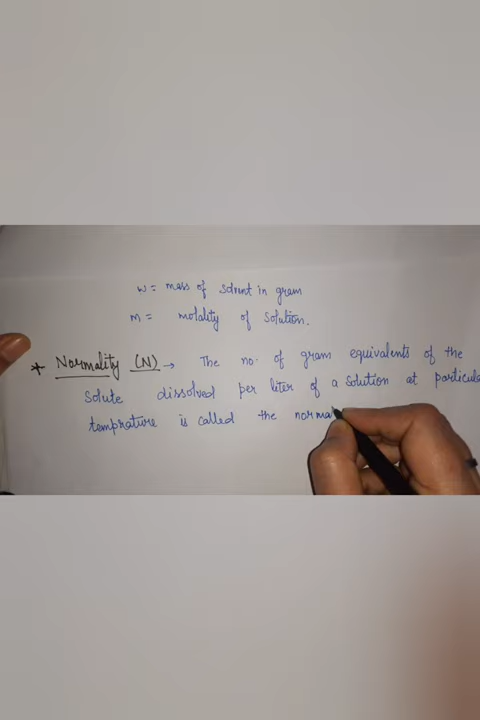 w = mass of solvent in gram
m = molality of solution.
* Normality (N) → The no. of gram equivalents of the
solute dissolved per liter of a solution at particula
temprature is called the norma